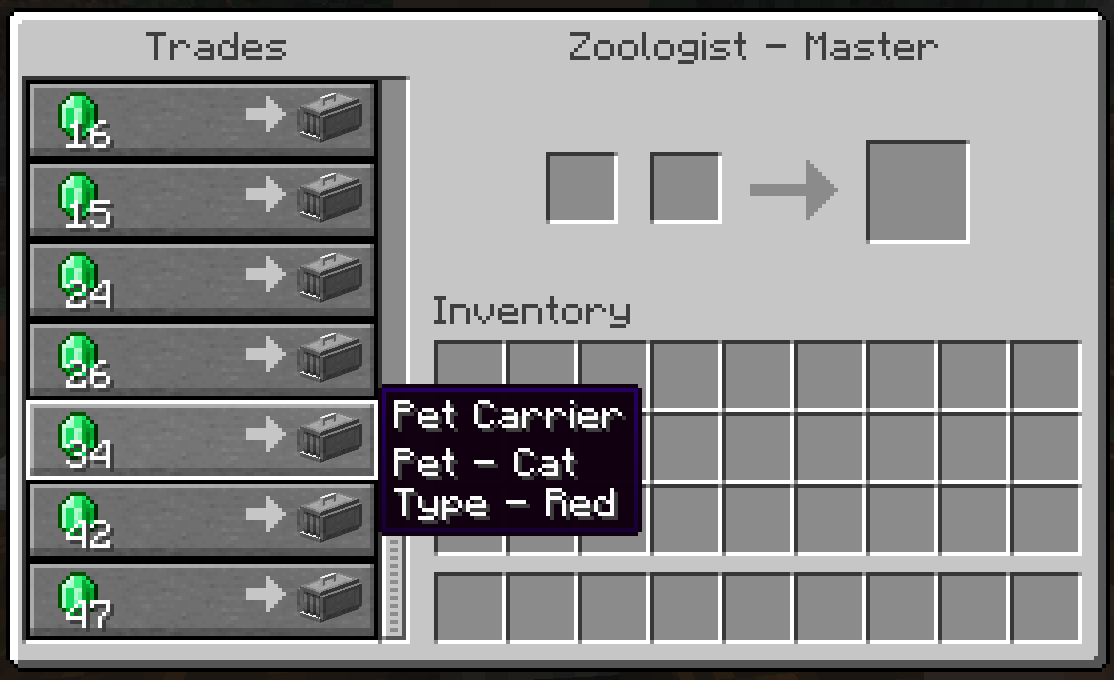 Trades
Zoologist - Master
16
15
24
26
34
42
47
Inventory
Pet Carrier
Pet - Cat
Type - Red